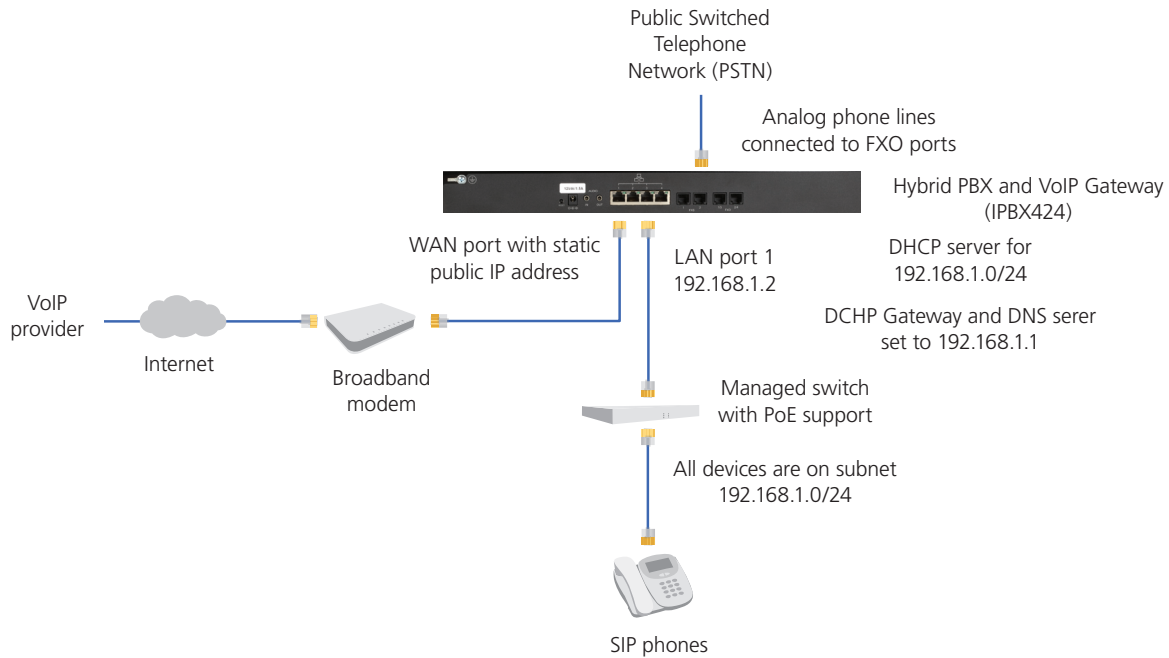 Public Switched
Telephone
Network (PSTN)
Analog phone lines
connected to FXO ports
Hybrid PBX and VoIP Gateway
(IPBX424)
WAN port with static
public IP address
LAN port 1
192.168.1.2
DHCP server for
192.168.1.0/24
DCHP Gateway and DNS serer
set to 192.168.1.1
VoIP
provider
Internet
Broadband
modem
Managed switch
with PoE support
All devices are on subnet
192.168.1.0/24
SIP phones